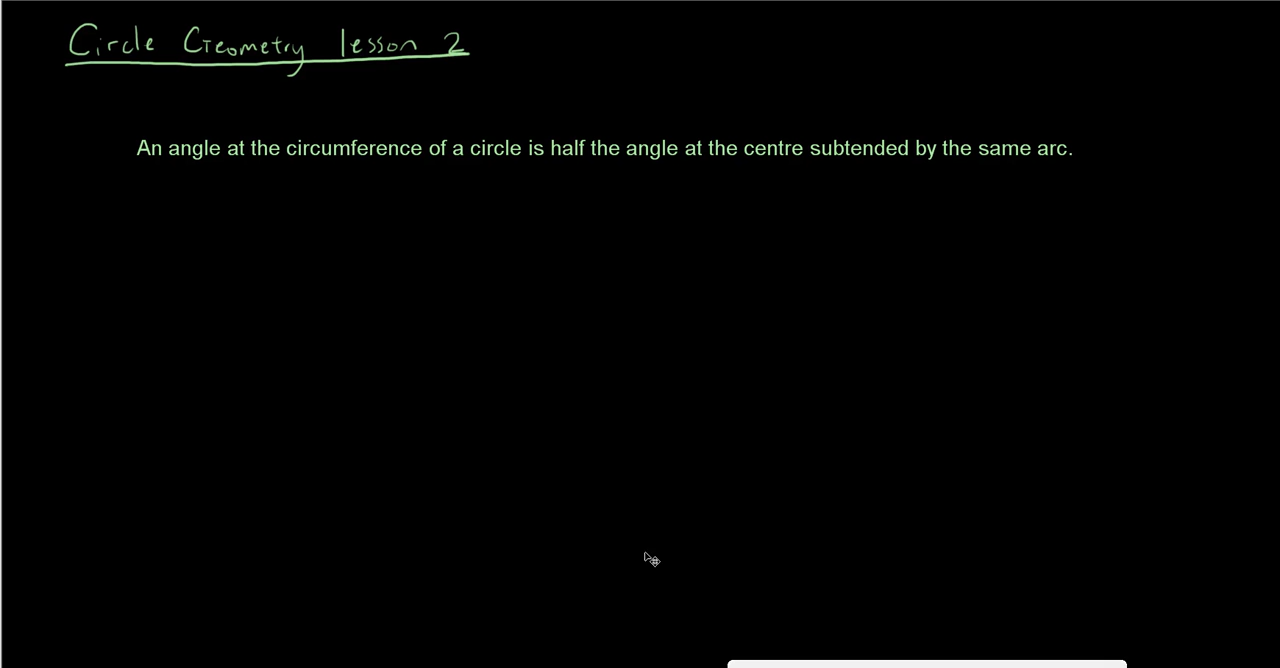 Circle Geometry lesson 2
An angle at the circumference of a circle is half the angle at the centre subtended by the same arc.